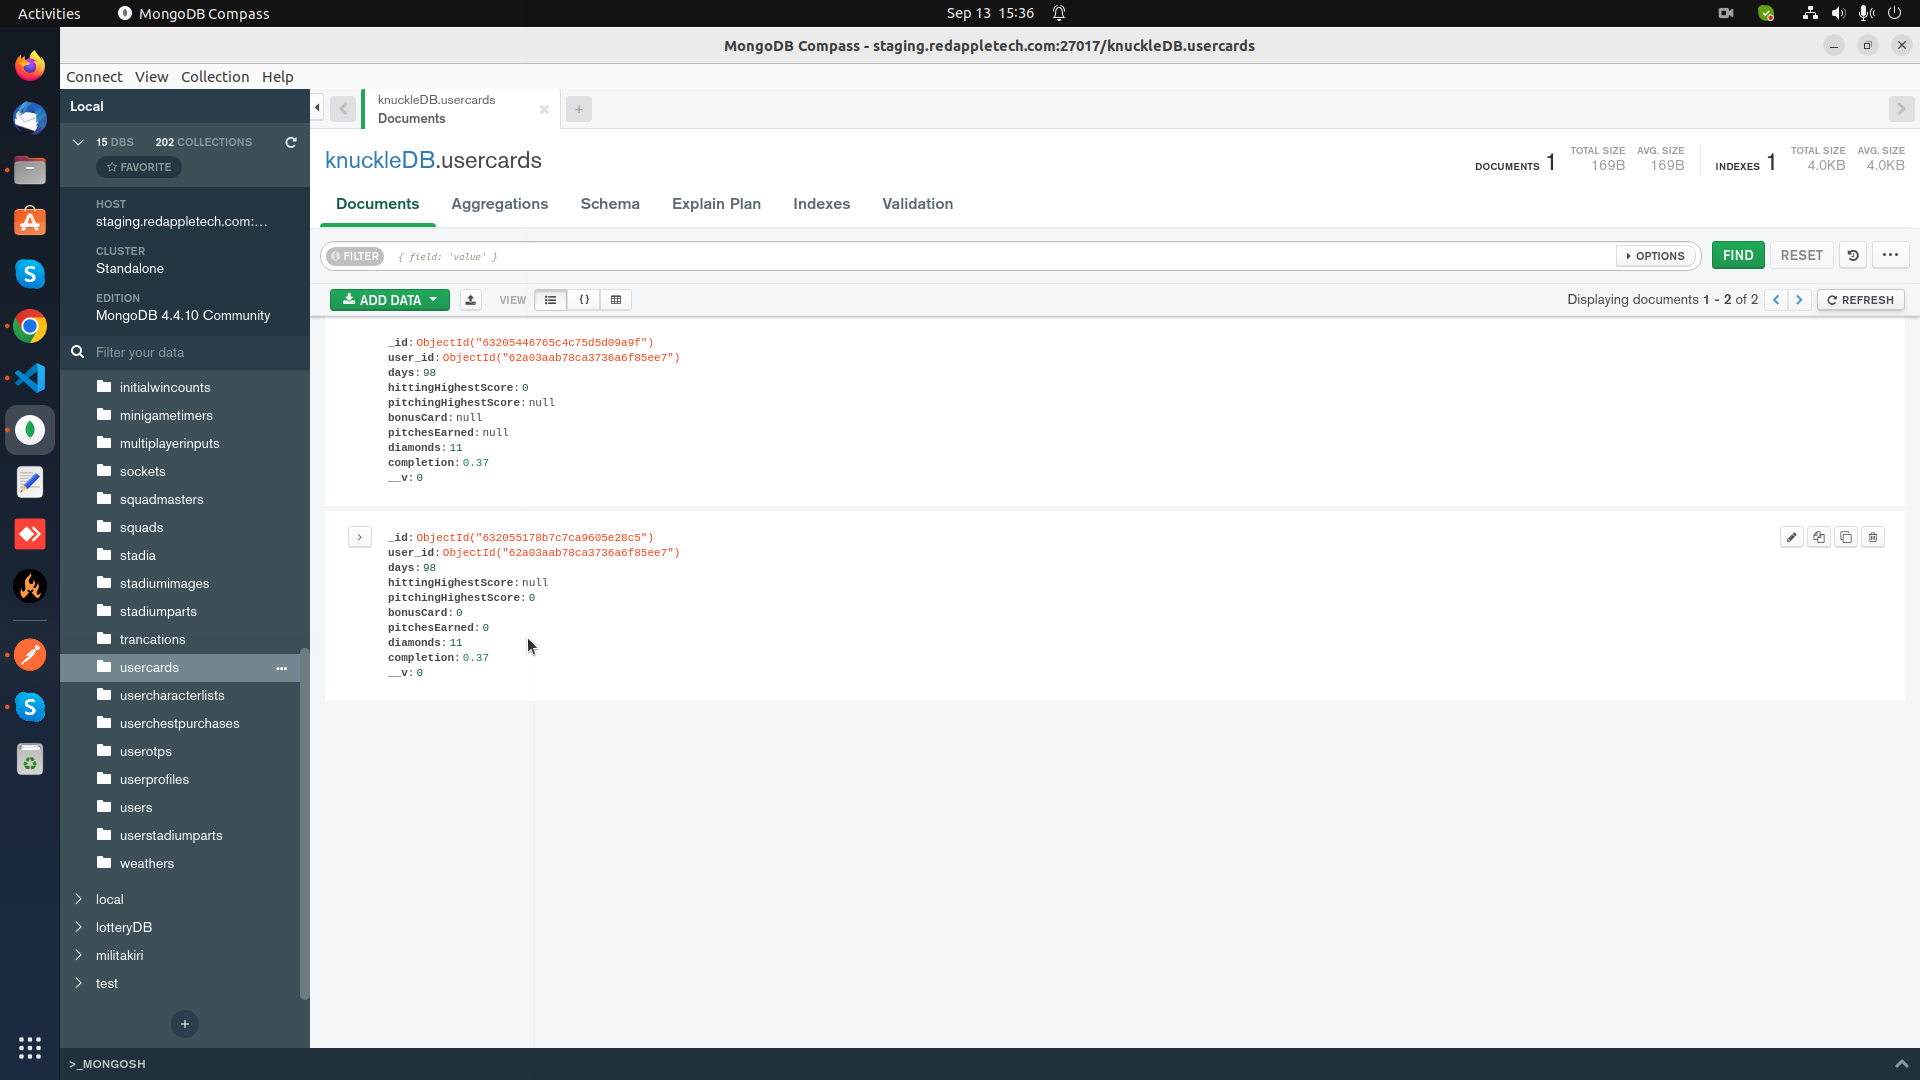 Activities
MongoDB Compass
Sep 13 15:36
MongoDB Compass - staging.redappletech.com:27017/knuckleDB.usercards
Connect View Collection Help
Local
15 DBS 202 COLLECTIONS
FAVORITE
HOST
staging.redappletech.com:...
CLUSTER
Standalone
EDITION
MongoDB 4.4.10 Community
Filter your data
initialwincounts
minigametimers
multiplayerinputs
sockets
squadmasters
squads
stadia
stadiumimages
stadiumparts
trancations
usercards
usercharacterlists
userchestpurchases
userotps
userprofiles
users
userstadiumparts
weathers
local
lotteryDB
militakiri
test
knuckleDB.usercards
Documents
knuckleDB.usercards
DOCUMENTS 1
TOTAL SIZE
169B
AVG. SIZE
169B
INDEXES 1
TOTAL SIZE
4.0KB
AVG. SIZE
4.0KB
Documents Aggregations Schema Explain Plan Indexes Validation
FILTER { field: 'value' }
OPTIONS
FIND
RESET
ADD DATA
VIEW
{}
Displaying documents 1 - 2 of 2
REFRESH
_id: ObjectId("63205446765c4c75d5d09a9f")
user_id: ObjectId("62a03aab78ca3736a6f85ee7")
days: 98
hittingHighestScore: 0
pitchingHighestScore: null
bonusCard: null
pitchesEarned: null
diamonds: 11
completion: 0.37
__v: 0
_id: ObjectId("632055178b7c7ca9605e28c5")
user_id: ObjectId("62a03aab78ca3736a6f85ee7")
days: 98
hittingHighestScore: null
pitchingHighestScore: 0
bonusCard: 0
pitchesEarned: 0
diamonds: 11
completion: 0.37
__v: 0
>_MONGOSH